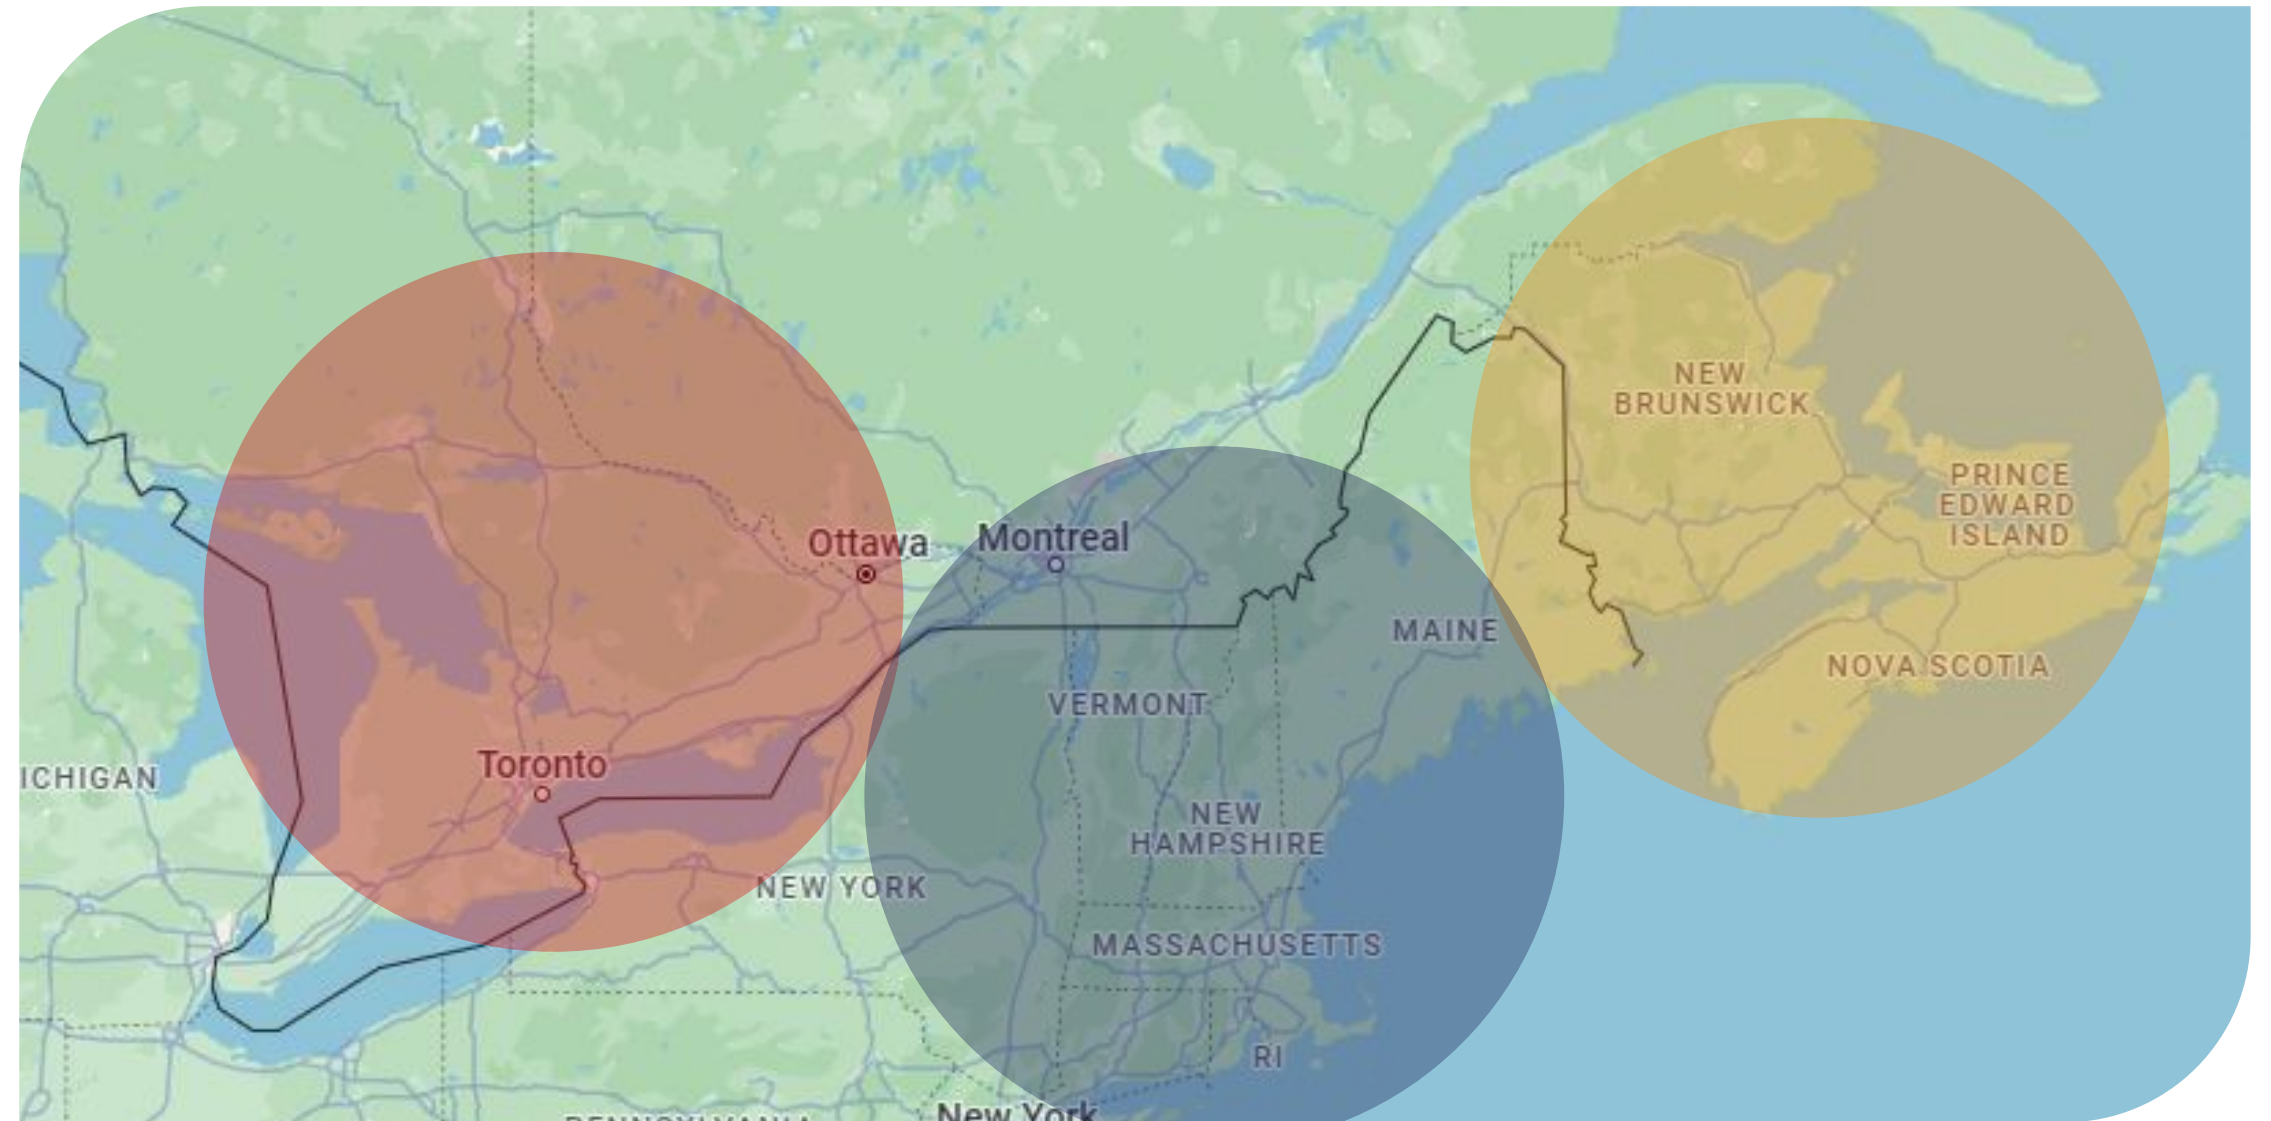 NEW
BRUNSWICK
PRINCE
EDWARD
ISLAND
Ottawa
Montreal
MAINE
NOVA SCOTIA
VERMONT
Toronto
ICHIGAN
NEW
HAMPSHIRE
NEW YORK
MASSACHUSETTS
RI
New York
PENNSYLVANIA